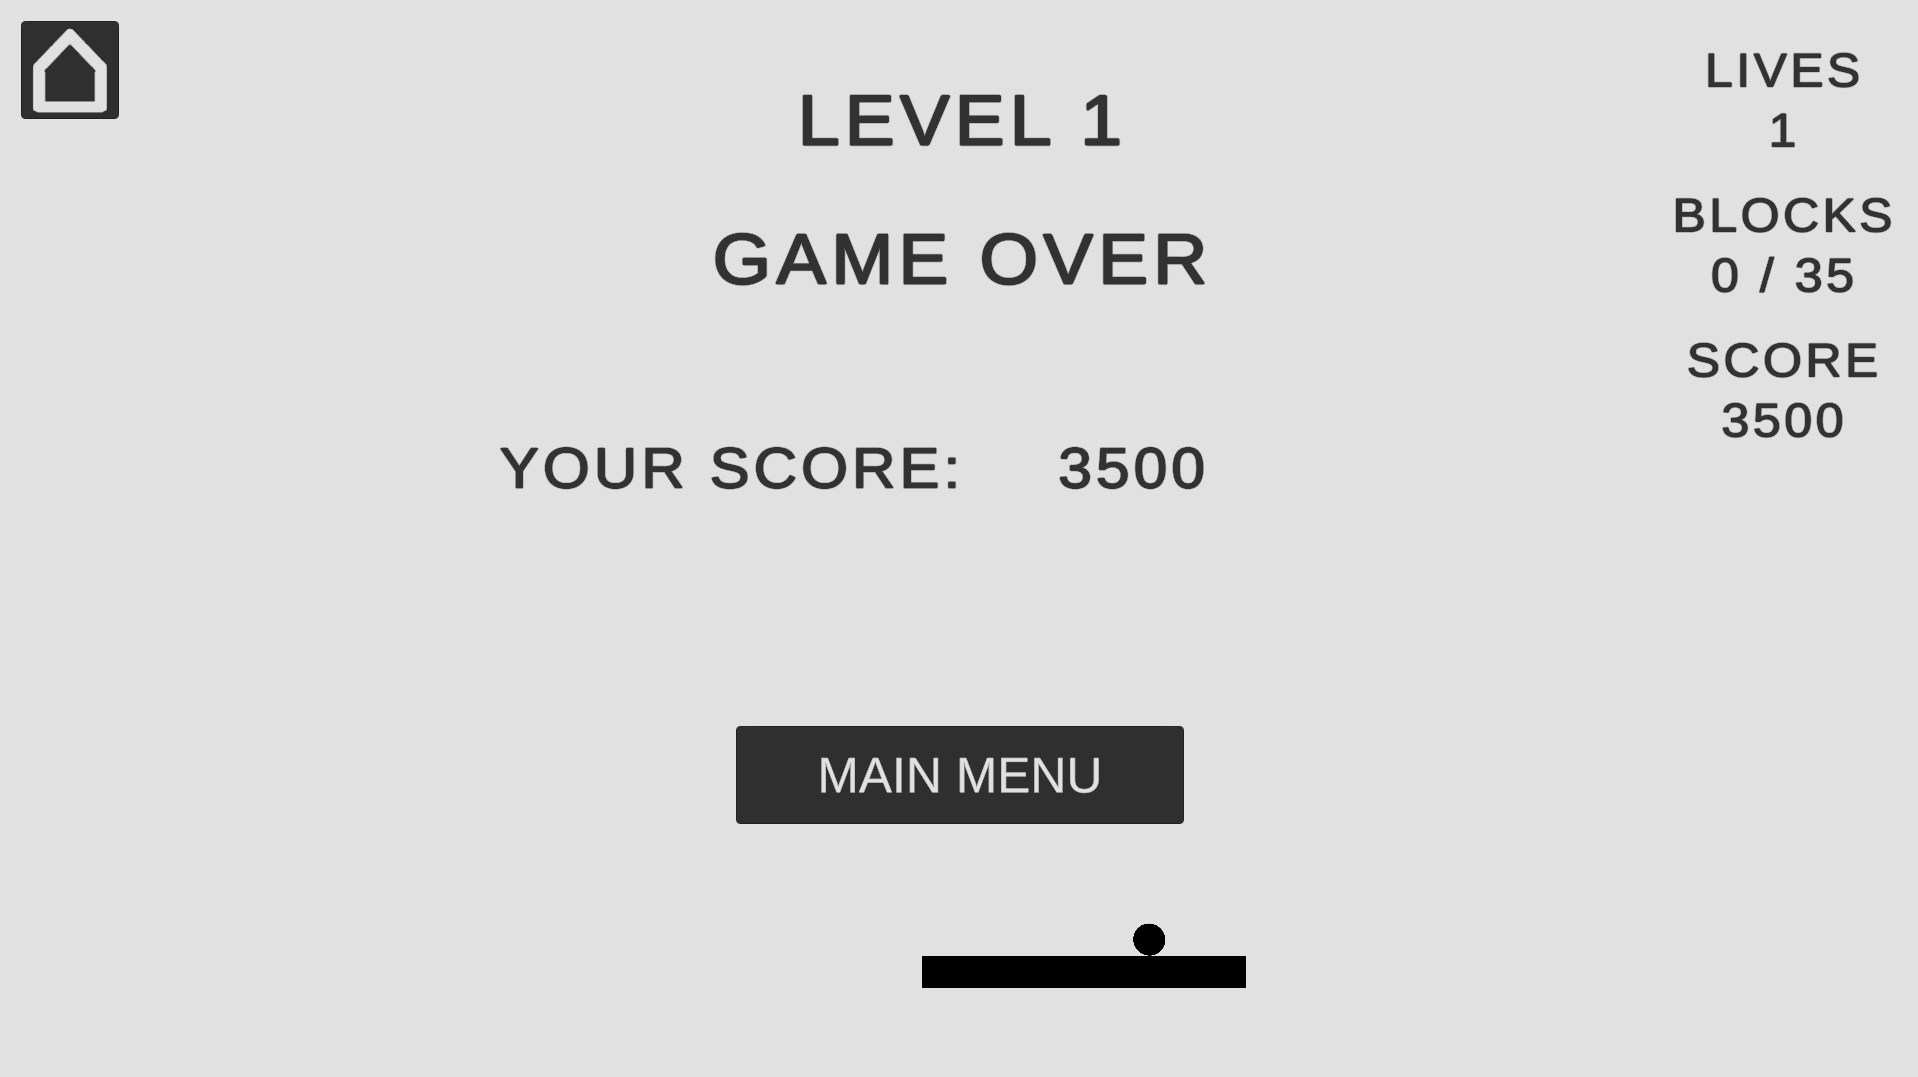 LEVEL 1
GAME OVER
YOUR SCORE: 3500
MAIN MENU
LIVES
1
BLOCKS
0 / 35
SCORE
3500